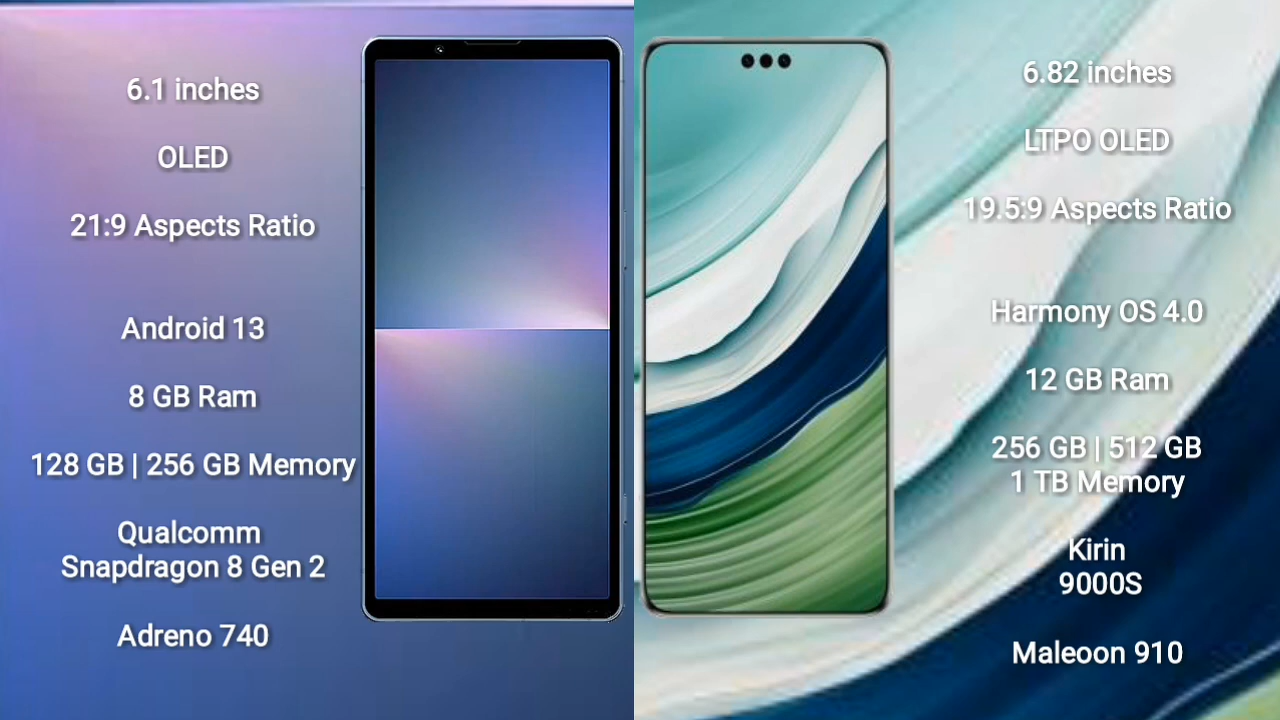 6.1 inches
OLED
21:9 Aspects Ratio
Android 13
8 GB Ram
128 GB | 256 GB Memory
Qualcomm
Snapdragon 8 Gen 2
Adreno 740
6.82 inches
LTPO OLED
19.5:9 Aspects Ratio
Harmony OS 4.0
12 GB Ram
256 GB | 512 GB
1 TB Memory
Kirin
9000S
Maleoon 910